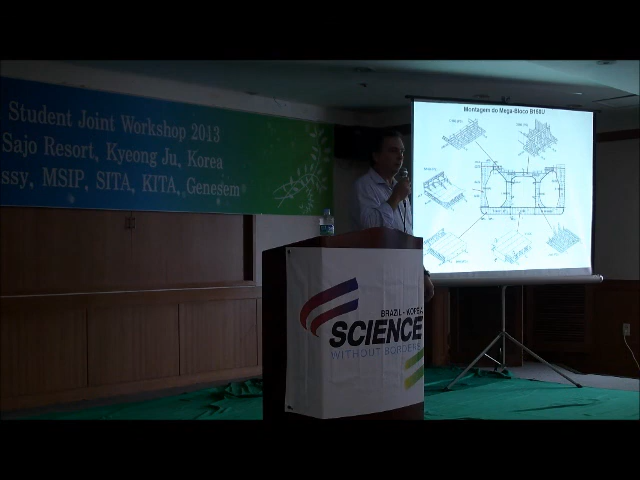 Student Joint Workshop 2013
Sajo Resort, Kyeong Ju, Korea
ssy, MSIP, SITA, KITA, Genesem
Montagem do Mega-Bloco
BRAZIL - KOREA
SCIENCE
WITHOUT BORDERS